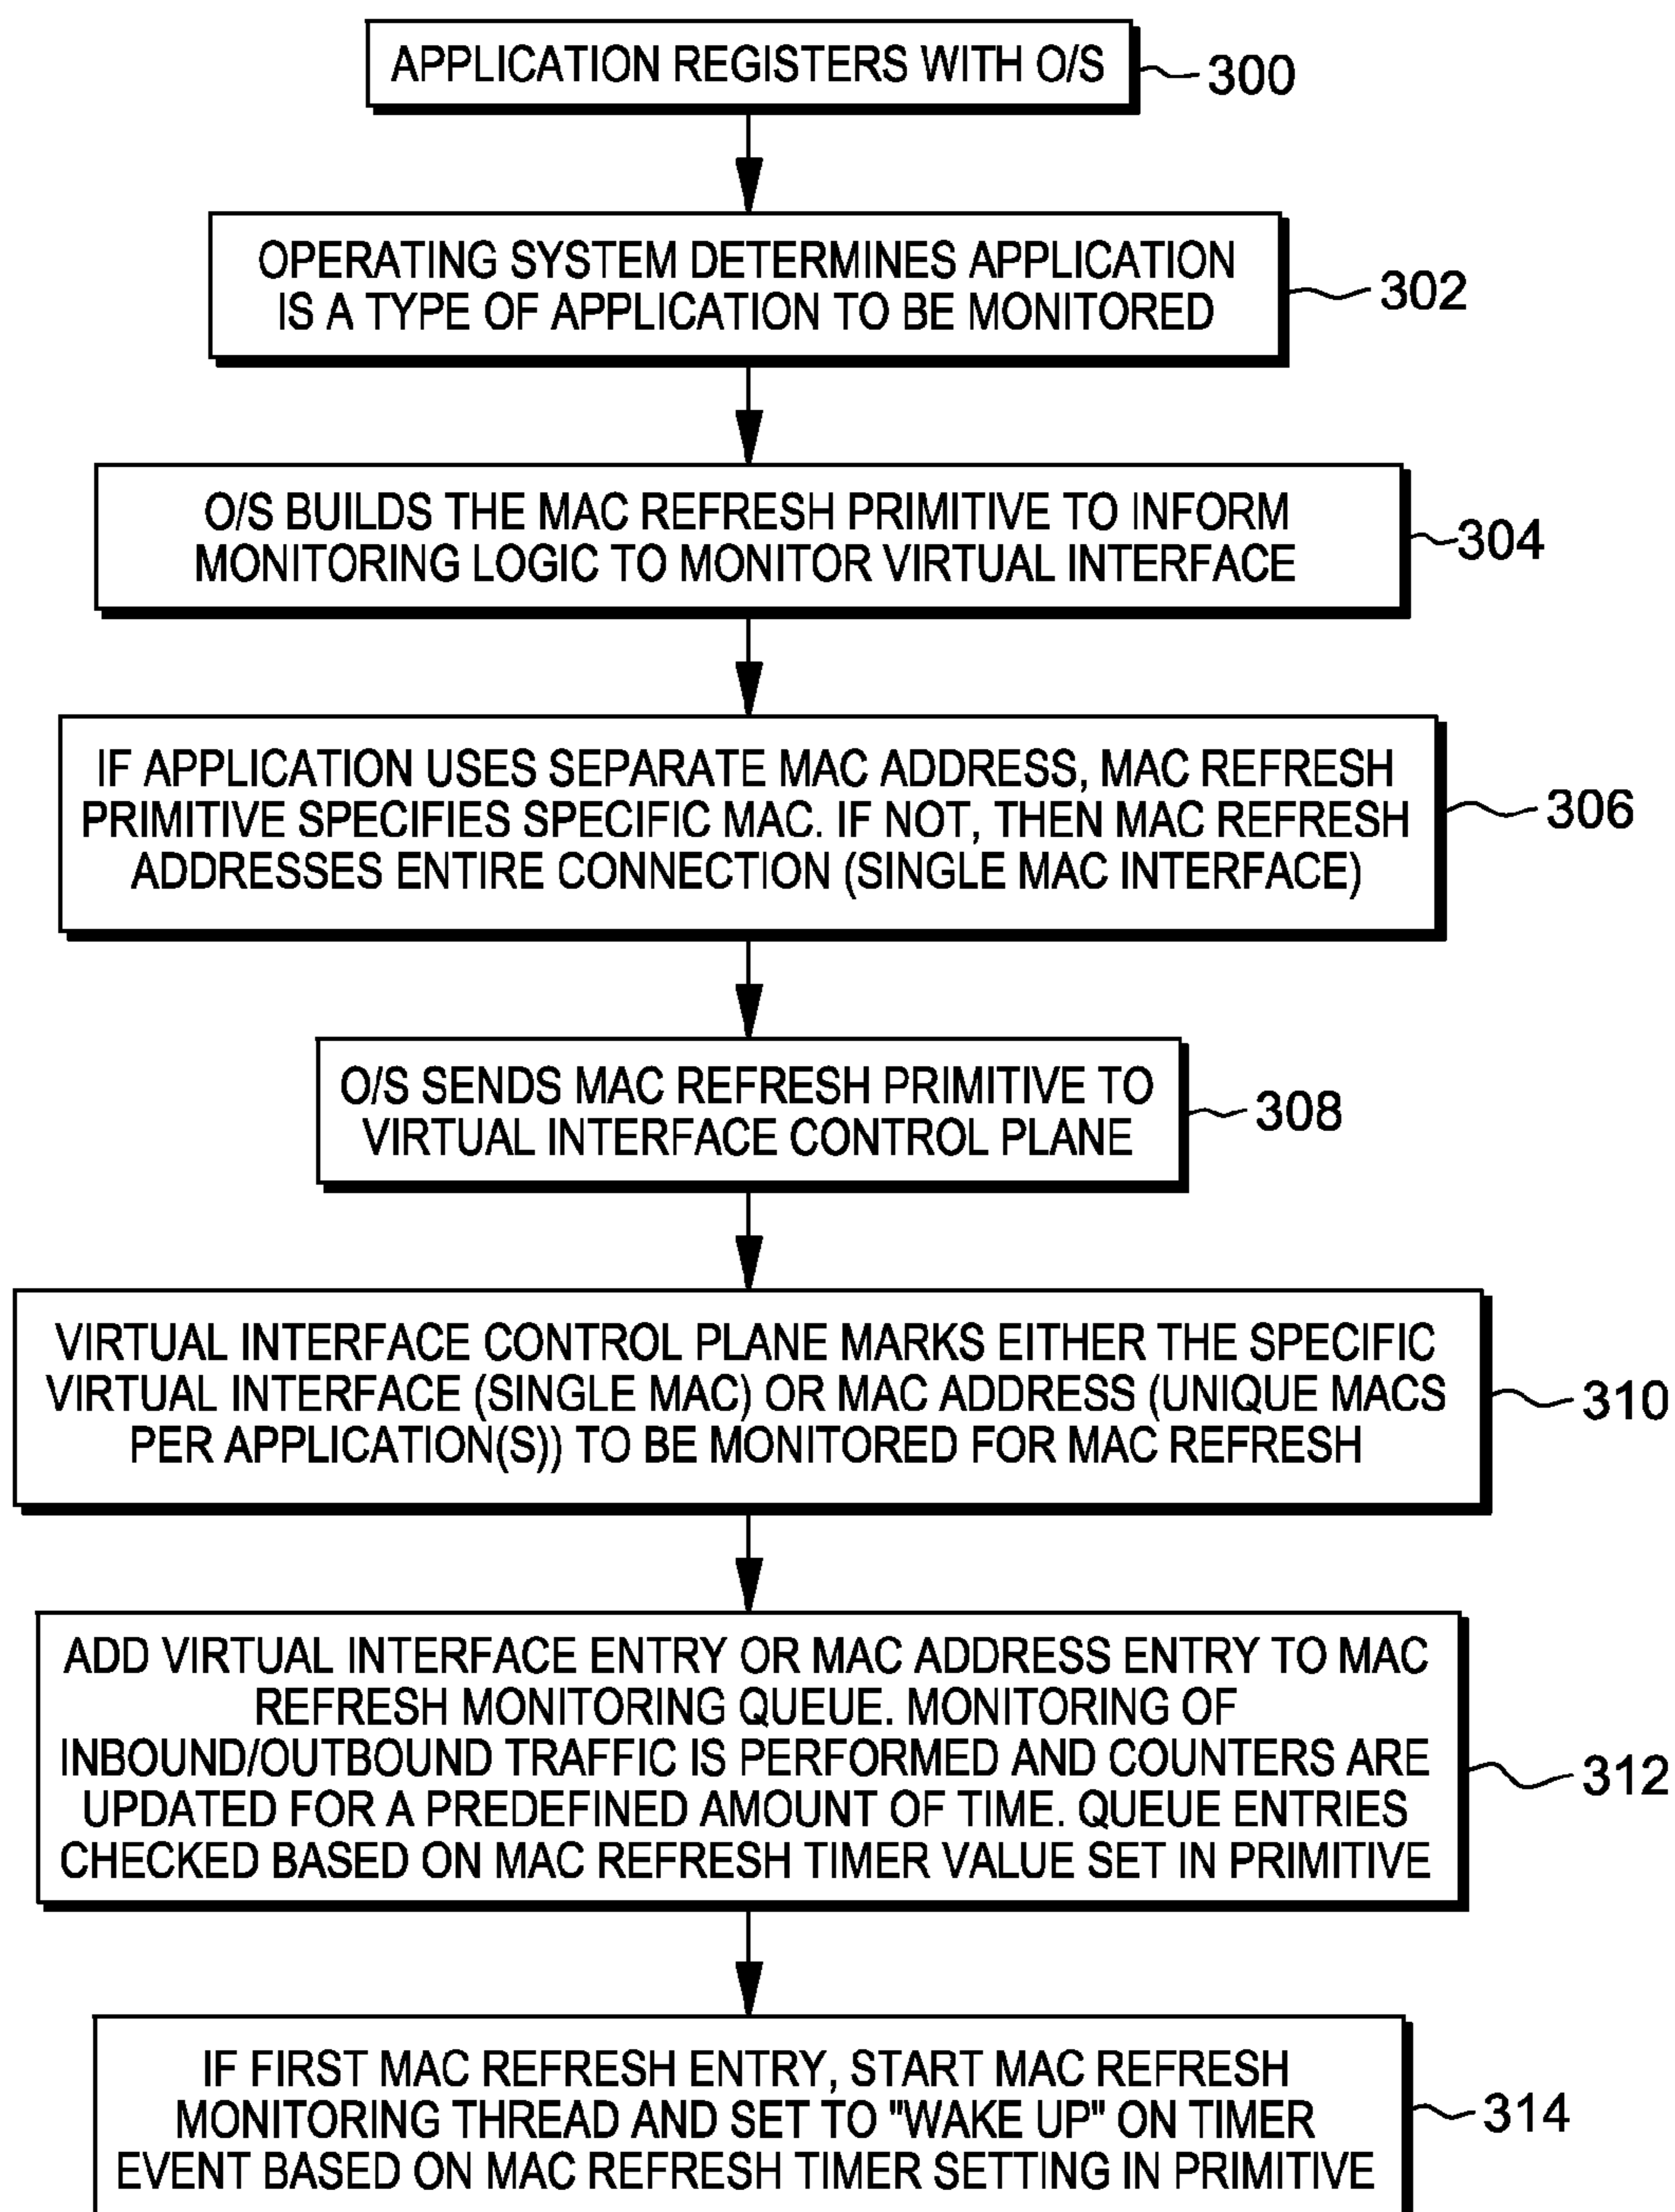 APPLICATION REGISTERS WITH O/S
300
OPERATING SYSTEM DETERMINES APPLICATION
IS A TYPE OF APPLICATION TO BE MONITORED
302
O/S BUILDS THE MAC REFRESH PRIMITIVE TO INFORM
MONITORING LOGIC TO MONITOR VIRTUAL INTERFACE
304
IF APPLICATION USES SEPARATE MAC ADDRESS, MAC REFRESH
PRIMITIVE SPECIFIES SPECIFIC MAC. IF NOT, THEN MAC REFRESH
ADDRESSES ENTIRE CONNECTION (SINGLE MAC INTERFACE)
306
O/S SENDS MAC REFRESH PRIMITIVE TO
VIRTUAL INTERFACE CONTROL PLANE
308
VIRTUAL INTERFACE CONTROL PLANE MARKS EITHER THE SPECIFIC
VIRTUAL INTERFACE (SINGLE MAC) OR MAC ADDRESS (UNIQUE MACS
PER APPLICATION(S)) TO BE MONITORED FOR MAC REFRESH
310
ADD VIRTUAL INTERFACE ENTRY OR MAC ADDRESS ENTRY TO MAC
REFRESH MONITORING QUEUE. MONITORING OF
INBOUND/OUTBOUND TRAFFIC IS PERFORMED AND COUNTERS ARE
UPDATED FOR A PREDEFINED AMOUNT OF TIME. QUEUE ENTRIES
CHECKED BASED ON MAC REFRESH TIMER VALUE SET IN PRIMITIVE
312
IF FIRST MAC REFRESH ENTRY, START MAC REFRESH
MONITORING THREAD AND SET TO "WAKE UP" ON TIMER
EVENT BASED ON MAC REFRESH TIMER SETTING IN PRIMITIVE
314